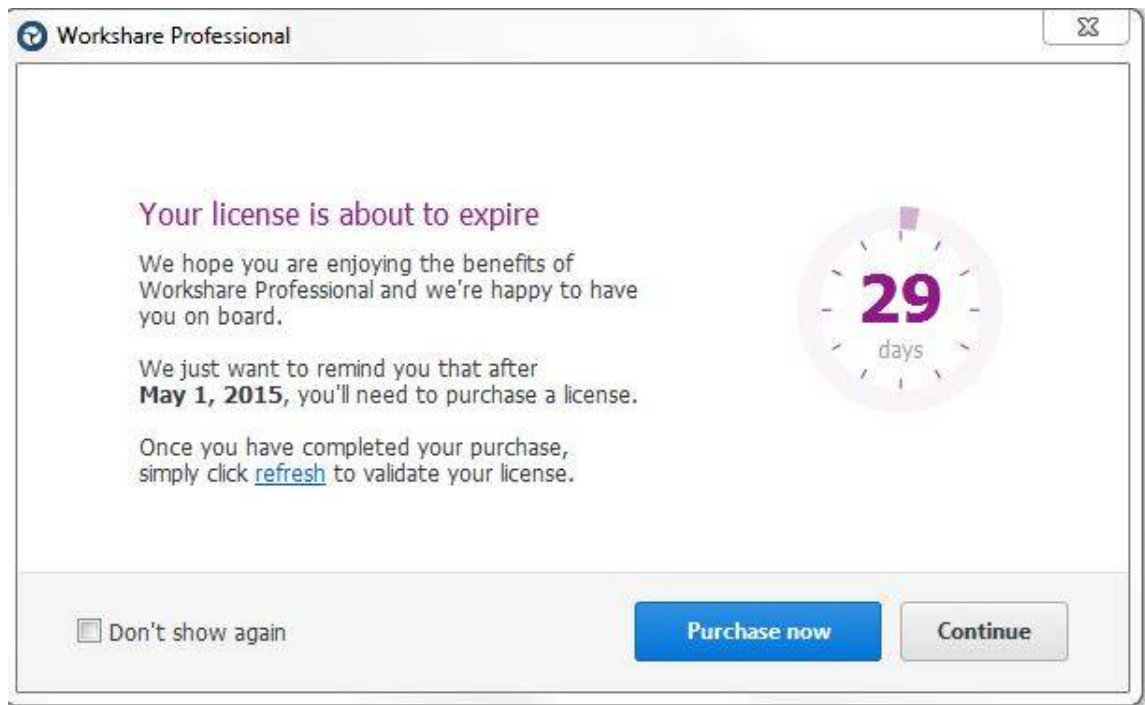 Workshare Professional
Your license is about to expire
We hope you are enjoying the benefits of
Workshare Professional and we're happy to have
you on board.
We just want to remind you that after
May 1, 2015, you'll need to purchase a license.
Once you have completed your purchase,
simply click refresh to validate your license.
29
days
Don't show again
Purchase now
Continue